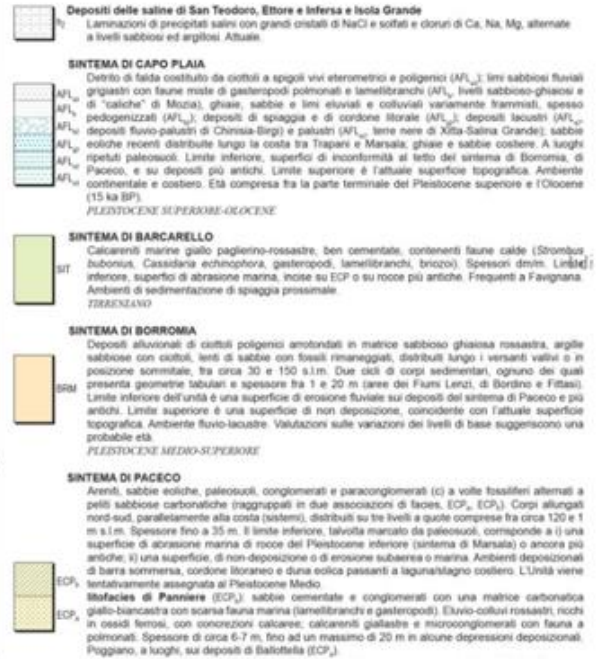 Depositi delle saline di San Teodoro, Ettore e Infersa e Isola Grande
h2
Laminazioni di precipitati salini con grandi cristalli di NaCl e solfati e cloruri di Ca, Na, Mg, alternate
a livelli sabbiosi ed argillosi. Attuale.
SINTEMA DI CAPO PLAIA
Detrito di falda costituito da ciottoli a spigoli vivi eterometrici e poligenici (AFL); limi sabbiosi fluviali
grigiastri con faune miste di gasteropodi polmonati e lamellibranchi (AFL, livelli sabbioso-ghiaiosi e
di "caliche" di Mozia), ghiaie, sabbie e limi eluviali e colluviali variamente frammisti, spesso
pedogenizzati (AFL); depositi di spiaggia e di cordone litorale (AFL); depositi lacustri (AFL,
depositi fluvio-palustri di Chinisia-Birgi) e palustri (AFL, terre nere di Xitta-Salina Grande); sabbie
eoliche recenti distribuite lungo la costa tra Trapani e Marsala; ghiaie e sabbie costiere. A luoghi
ripetuti paleosuoli. Limite inferiore, superfici di inconformità al tetto del sintema di Borromia, di
Paceco, e su depositi più antichi. Limite superiore è l'attuale superficie topografica. Ambiente
continentale e costiero. Età compresa fra la parte terminale del Pleistocene superiore e l'Olocene
(15 ka BP).
PLEISTOCENE SUPERIORE-OLOCENE
AFL
AFL
AFL
AFL
AFL
AFL
SINTEMA DI BARCARELLO
SIT
Calcareniti marine giallo paglierino-rossastre, ben cementate, contenenti faune calde (Strombus
bubonius, Cassidaria echinophora, gasteropodi, lamellibranchi, briozoi). Spessori dm/m. Limite
inferiore, superfici di abrasione marina, incise su ECP o su rocce più antiche. Frequenti a Favignana.
Ambienti di sedimentazione di spiaggia prossimale.
TIRRENIANO
SINTEMA DI BORROMIA
BRM
Depositi alluvionali di ciottoli poligenici arrotondati in matrice sabbioso ghiaiosa rossastra, argille
sabbiose con ciottoli, lenti di sabbie con fossili rimaneggiati, distribuiti lungo i versanti vallivi o in
posizione sommitale, fra circa 30 e 150 s.l.m. Due cicli di corpi sedimentari, ognuno dei quali
presenta geometrie tabulari e spessore fra 1 e 20 m (aree dei Fiumi Lenzi, di Bordino e Fittasi).
Limite inferiore dell'unità è una superficie di erosione fluviale sui depositi del sintema di Paceco e più
antichi. Limite superiore è una superficie di non deposizione, coincidente con l'attuale superficie
topografica. Ambiente fluvio-lacustre. Valutazioni sulle variazioni dei livelli di base suggeriscono una
probabile età.
PLEISTOCENE MEDIO-SUPERIORE
SINTEMA DI PACECO
Areniti, sabbie eoliche, paleosuoli, conglomerati e paraconglomerati (c) a volte fossiliferi alternati a
peliti sabbiose carbonatiche (raggruppati in due associazioni di facies, ECPa, ECPb). Corpi allungati
nord-sud, parallelamente alla costa (sistemi), distribuiti su tre livelli a quote comprese fra circa 120 e 1
m s.l.m. Spessore fino a 35 m. Il limite inferiore, talvolta marcato da paleosuoli, corrisponde a i) una
superficie di abrasione marina di rocce del Pleistocene inferiore (sintema di Marsala) o ancora più
antiche; ii) una superficie, di non-deposizione o di erosione subaerea o marina. Ambienti deposizionali
di barra sommersa, cordone litoraneo e duna eolica passanti a laguna/stagno costieri. L'Unità viene
tentativamente assegnata al Pleistocene Medio.
ECPb
litofacies di Panniere (ECPb): sabbie cementate e conglomerati con una matrice carbonatica
giallo-biancastra con scarsa fauna marina (lamellibranchi e gasteropodi). Eluvio-colluvi rossastri, ricchi
in ossidi ferrosi, con concrezioni calcaree; calcareniti giallastre e microconglomerati con fauna a
polmonati. Spessore di circa 6-7 m, fino ad un massimo di 20 m in alcune depressioni deposizionali.
Poggiano, a luoghi, sui depositi di Ballottella (ECPa).
ECPa